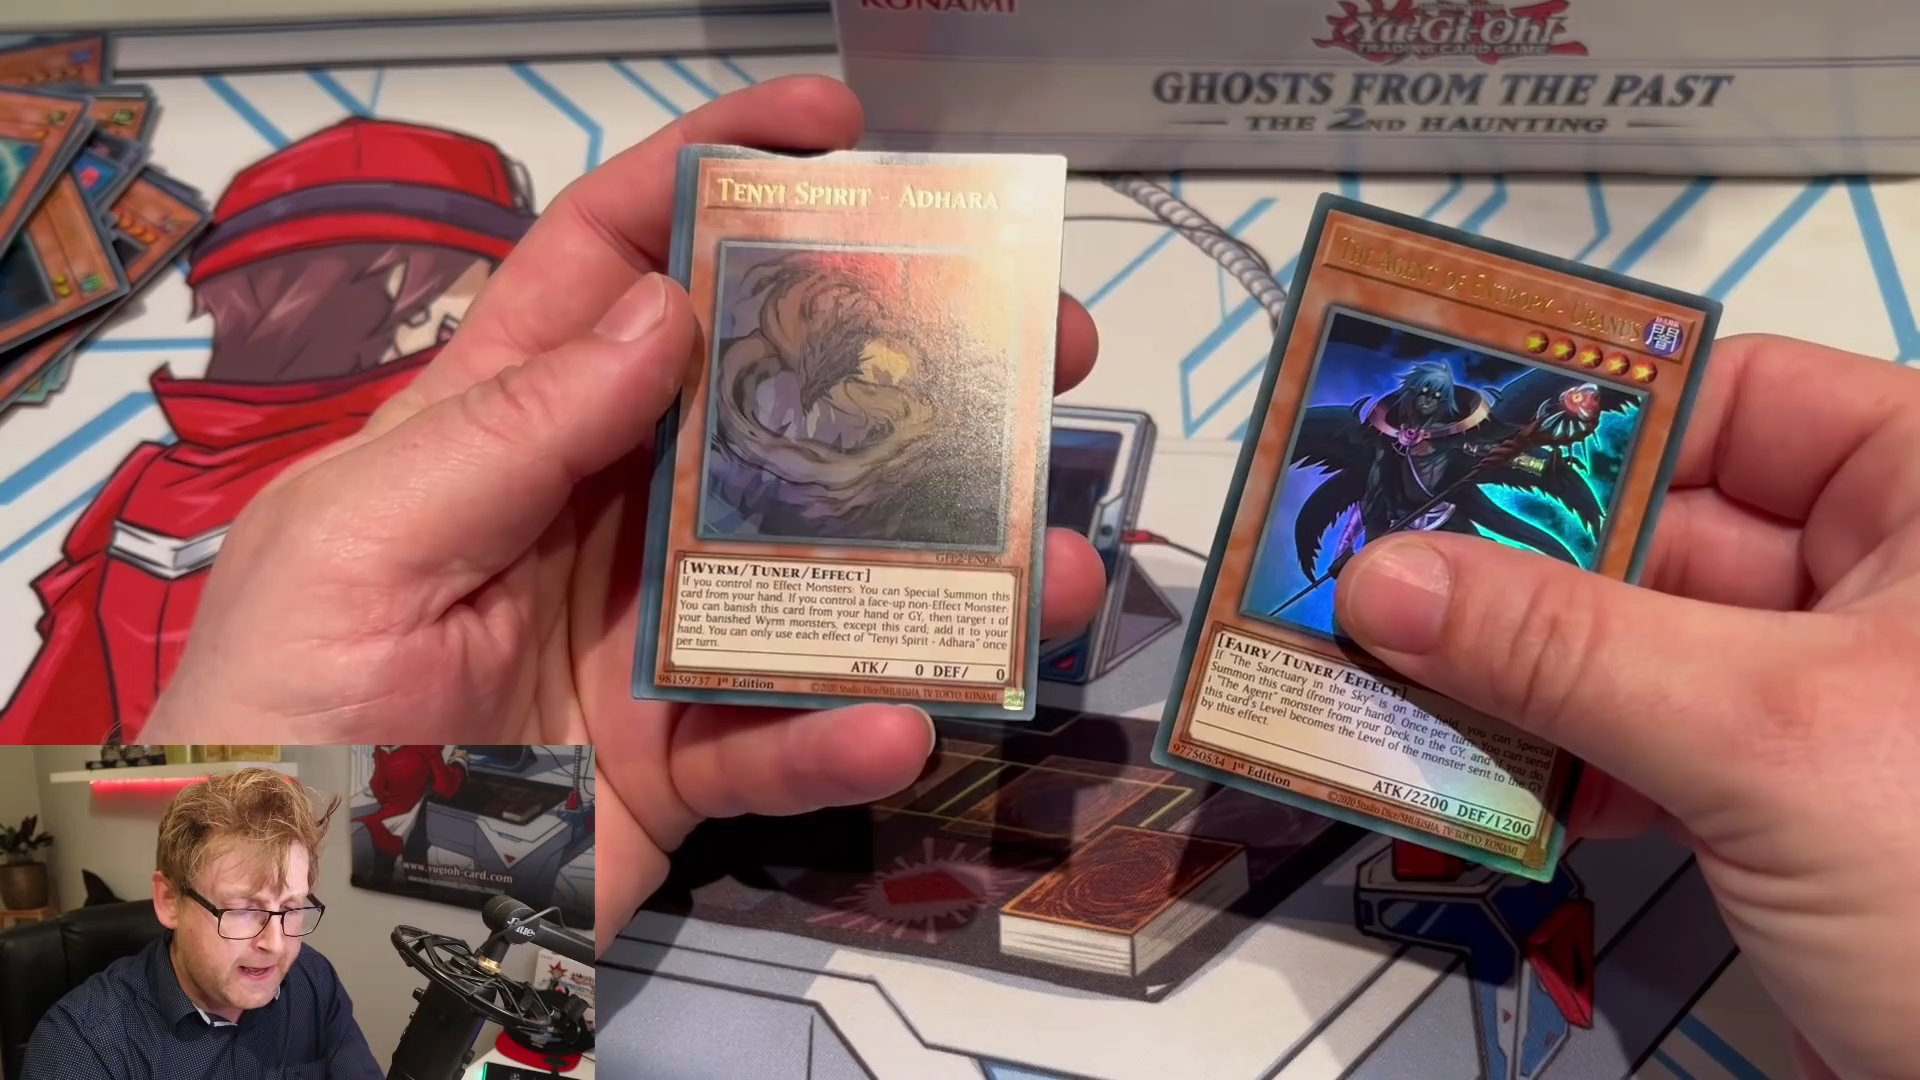 KONAMI
Yu-Gi-Oh!
TRADING CARD GAME
GHOSTS FROM THE PAST
THE 2ND HAUNTING
TENYI SPIRIT - ADHARA
[WYRM/TUNER/EFFECT]
If you control no Effect Monsters: You can Special Summon this
card from your hand. If you control a face-up non-Effect Monster:
You can banish this card from your hand or GY, then target 1 of
your banished Wyrm monsters, except this card; add it to your
hand. You can only use each effect of "Tenyi Spirit - Adhara" once
per turn.
ATK/ 0 DEF/ 0
98159737 1st Edition
©2020 Studio Dice/SHUEISHA, TV TOKYO, KONAMI
THE AGENT OF ENTROPY - URANUS
DARK
闇
[FAIRY/TUNER/EFFECT]
If "The Sanctuary in the Sky" is on the field, you can Special
Summon this card (from your hand). Once per turn: You can send
1 "The Agent" monster from your Deck to the GY, and if you do,
this card's Level becomes the Level of the monster sent to the GY
by this effect.
ATK/2200 DEF/1200
97750534 1st Edition
©2020 Studio Dice/SHUEISHA, TV TOKYO, KONAMI
www.yugioh-card.com